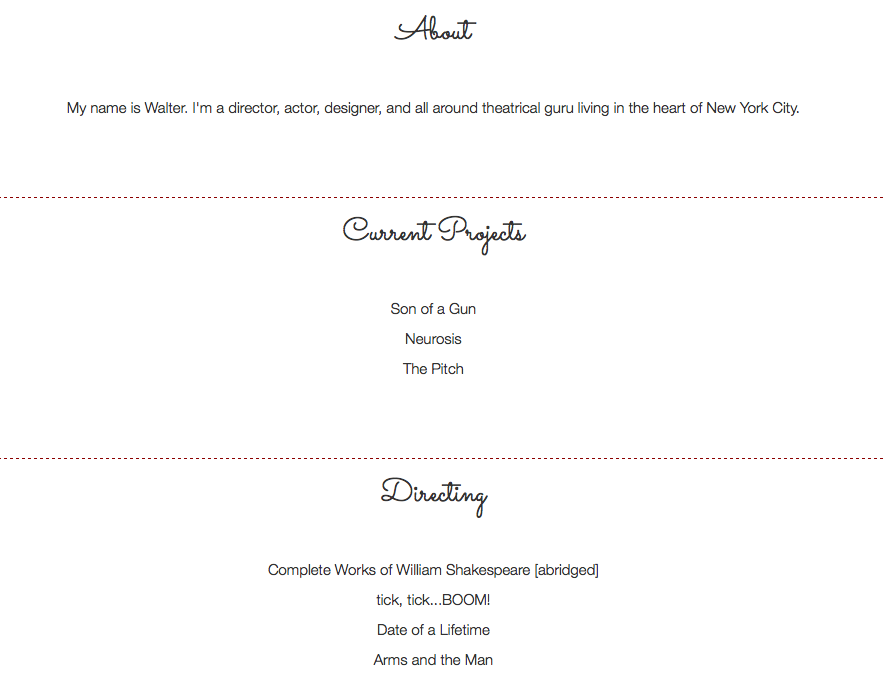 About
My name is Walter. I'm a director, actor, designer, and all around theatrical guru living in the heart of New York City.
Current Projects
Son of a Gun
Neurosis
The Pitch
Directing
Complete Works of William Shakespeare [abridged]
tick, tick...BOOM!
Date of a Lifetime
Arms and the Man